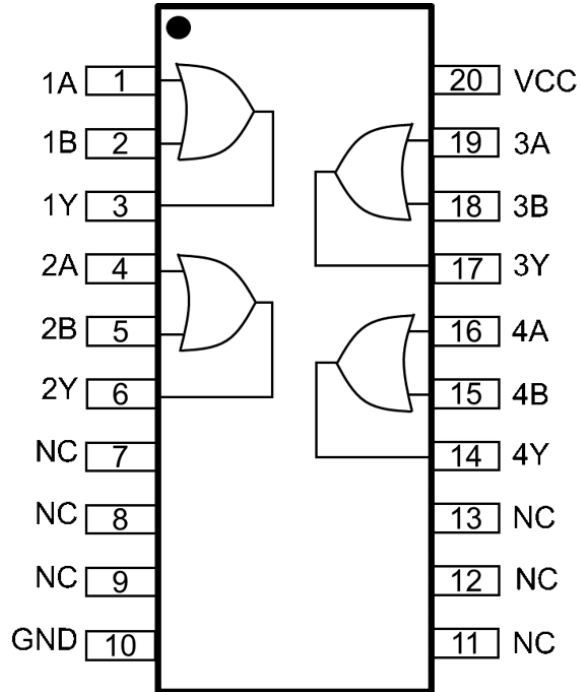 1A 1 20 VCC
1B 2 19 3A
1Y 3 18 3B
2A 4 17 3Y
2B 5 16 4A
2Y 6 15 4B
NC 7 14 4Y
NC 8 13 NC
NC 9 12 NC
GND 10 11 NC